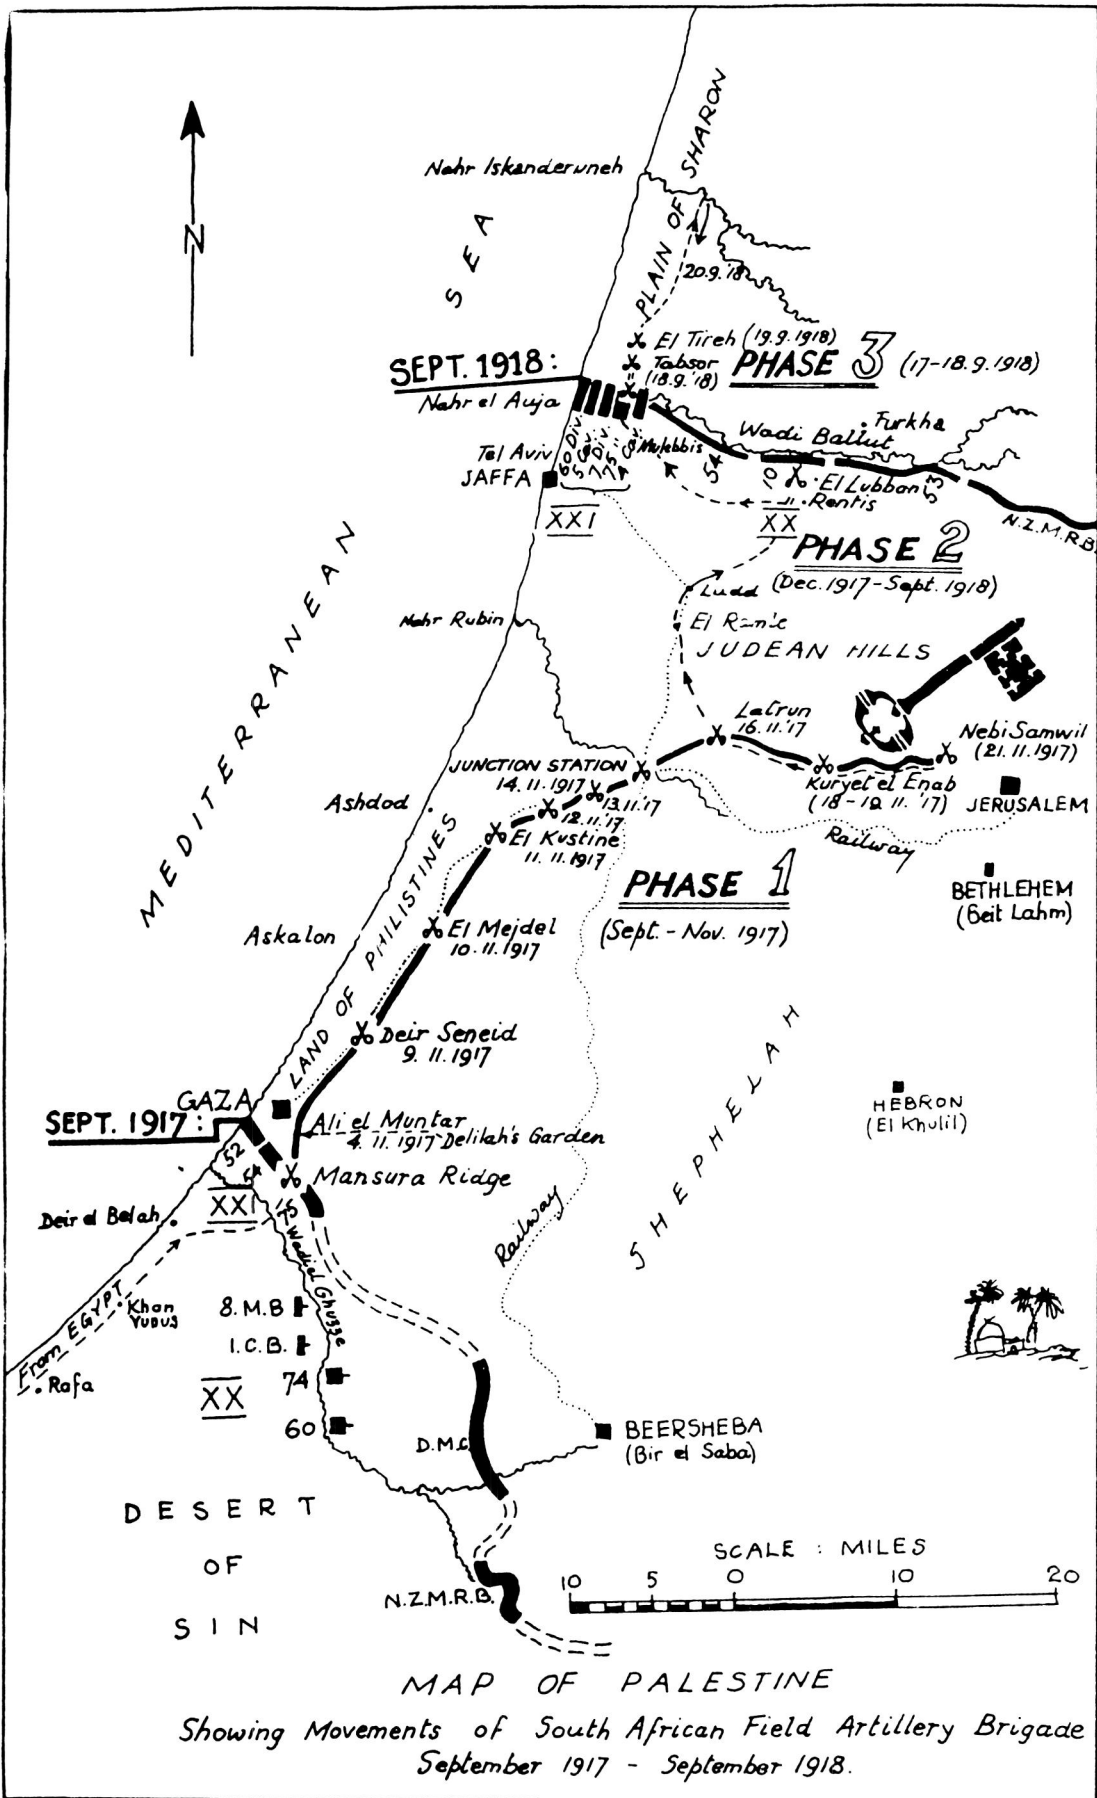 N
Nahr Iskanderuneh
PLAIN OF SHARON
MEDITERRANEAN SEA
20.9.'18
El Tireh (19.9.1918)
Tabsor
(18.9.'18)
SEPT. 1918:
PHASE 3 (17-18.9.1918)
Nahr el Auja
Furkha
Wadi Ballut
Mulebbis
Tel Aviv
JAFFA
60 Div.
5 Cav.
7 Div.
75 "
4 Cav.
54
10
El Lubban
53
Rentis
XXI
XX
N.Z.M.R.B.
PHASE 2
(Dec. 1917-Sept. 1918)
Ludd
Nahr Rubin
JUDEAN HILLS
Latrun
16.11.'17
Nebi Samwil
(21.11.1917)
JUNCTION STATION
14.11.1917
13.11.'17
12.11.'17
Kuryet el Enab
JERUSALEM
Railway
Ashdod
El Kustine
11.11.1917
PHASE 1
(Sept. - Nov. 1917)
BETHLEHEM
(Beit Lahm)
Askalon
El Mejdel
10.11.1917
LAND OF PHILISTINES
Deir Seneid
9.11.1917
SHEPHELAH
HEBRON
(El Khulil)
GAZA
SEPT. 1917:
Ali el Muntar
4.11.1917 Delilah's Garden
52
54
Mansura Ridge
XXI
75
Deir el Belah
Wadi el Ghuzze
Railway
From EGYPT
Khan
YUNUS
Rafa
8.M.B
I.C.B.
74
XX
60
D.M.C.
BEERSHEBA
(Bir el Saba)
DESERT
OF
SIN
N.Z.M.R.B.
SCALE : MILES
10 5 0 10 20
MAP OF PALESTINE
Showing Movements of South African Field Artillery Brigade
September 1917 - September 1918.